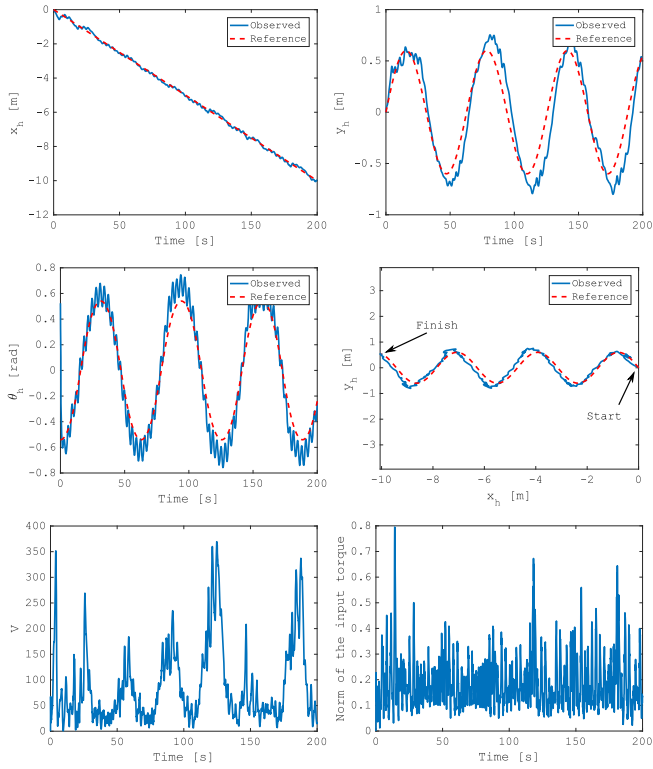 0
-2
-4
-6
-8
-10
-12
x_h [m]
0 50 100 150 200
Time [s]
Observed
Reference
1
0.5
0
-0.5
-1
y_h [m]
0 50 100 150 200
Time [s]
Observed
Reference
0.8
0.6
0.4
0.2
0
-0.2
-0.4
-0.6
-0.8
θ_h [rad]
0 50 100 150 200
Time [s]
Observed
Reference
3
2
1
0
-1
-2
-3
y_h [m]
-10 -8 -6 -4 -2 0
x_h [m]
Observed
Reference
Finish
Start
400
350
300
250
200
150
100
50
0
V
0 50 100 150 200
Time [s]
0.8
0.7
0.6
0.5
0.4
0.3
0.2
0.1
0
Norm of the input torque
0 50 100 150 200
Time [s]